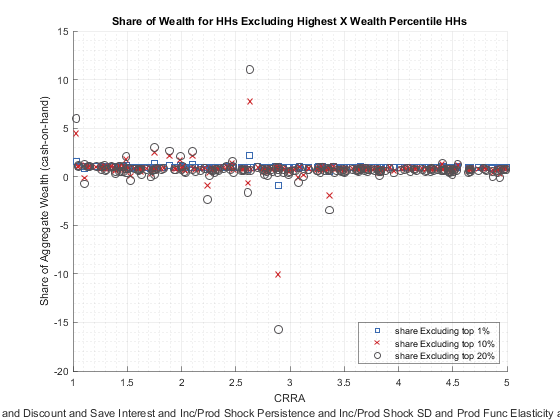 Share of Wealth for HHs Excluding Highest X Wealth Percentile HHs
Share of Aggregate Wealth (cash-on-hand)
15
10
5
0
-5
-10
-15
-20
1
1.5
2
2.5
3
3.5
4
4.5
5
share Excluding top 1%
share Excluding top 10%
share Excluding top 20%
CRRA
and Discount and Save Interest and Inc/Prod Shock Persistence and Inc/Prod Shock SD and Prod Func Elasticity